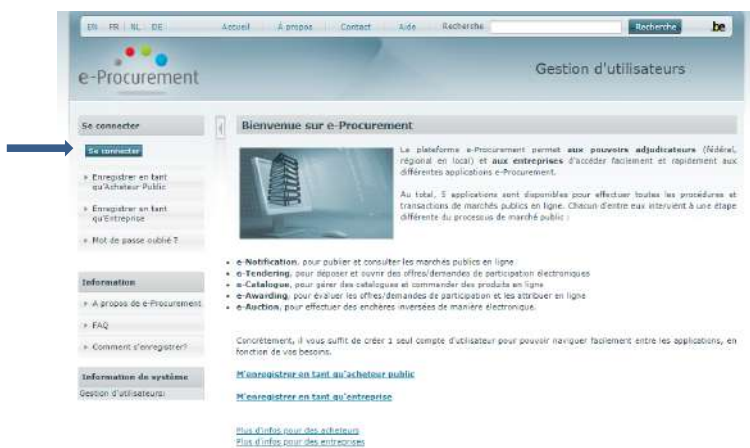 EN FR NL DE Accueil A propos Contact Aide Recherche Recherche .be
e-Procurement
Gestion d'utilisateurs
Se connecter
Se connecter
» Enregistrer en tant
qu'Acheteur Public
» Enregistrer en tant
qu'Entreprise
» Mot de passe oublié ?
Information
» A propos de e-Procurement
» FAQ
» Comment s'enregistrer?
Information de système
Gestion d'utilisateurs:
Bienvenue sur e-Procurement
La plateforme e-Procurement permet aux pouvoirs adjudicateurs (fédéral,
régional en local) et aux entreprises d'accéder facilement et rapidement aux
différentes applications e-Procurement.
Au total, 5 applications sont disponibles pour effectuer toutes les procédures et
transactions de marchés publics en ligne. Chacun d'entre eux intervient à une étape
différente du processus de marché public :
• e-Notification, pour publier et consulter les marchés publics en ligne
• e-Tendering, pour déposer et ouvrir des offres/demandes de participation électroniques
• e-Catalogue, pour gérer des catalogues et commander des produits en ligne
• e-Awarding, pour évaluer les offres/demandes de participation et les attribuer en ligne
• e-Auction, pour effectuer des enchères inversées de manière électronique.
Concrètement, il vous suffit de créer 1 seul compte d'utilisateur pour pouvoir naviguer facilement entre les applications, en
fonction de vos besoins.
M'enregistrer en tant qu'acheteur public
M'enregistrer en tant qu'entreprise
Plus d'infos pour des acheteurs
Plus d'infos pour des entreprises